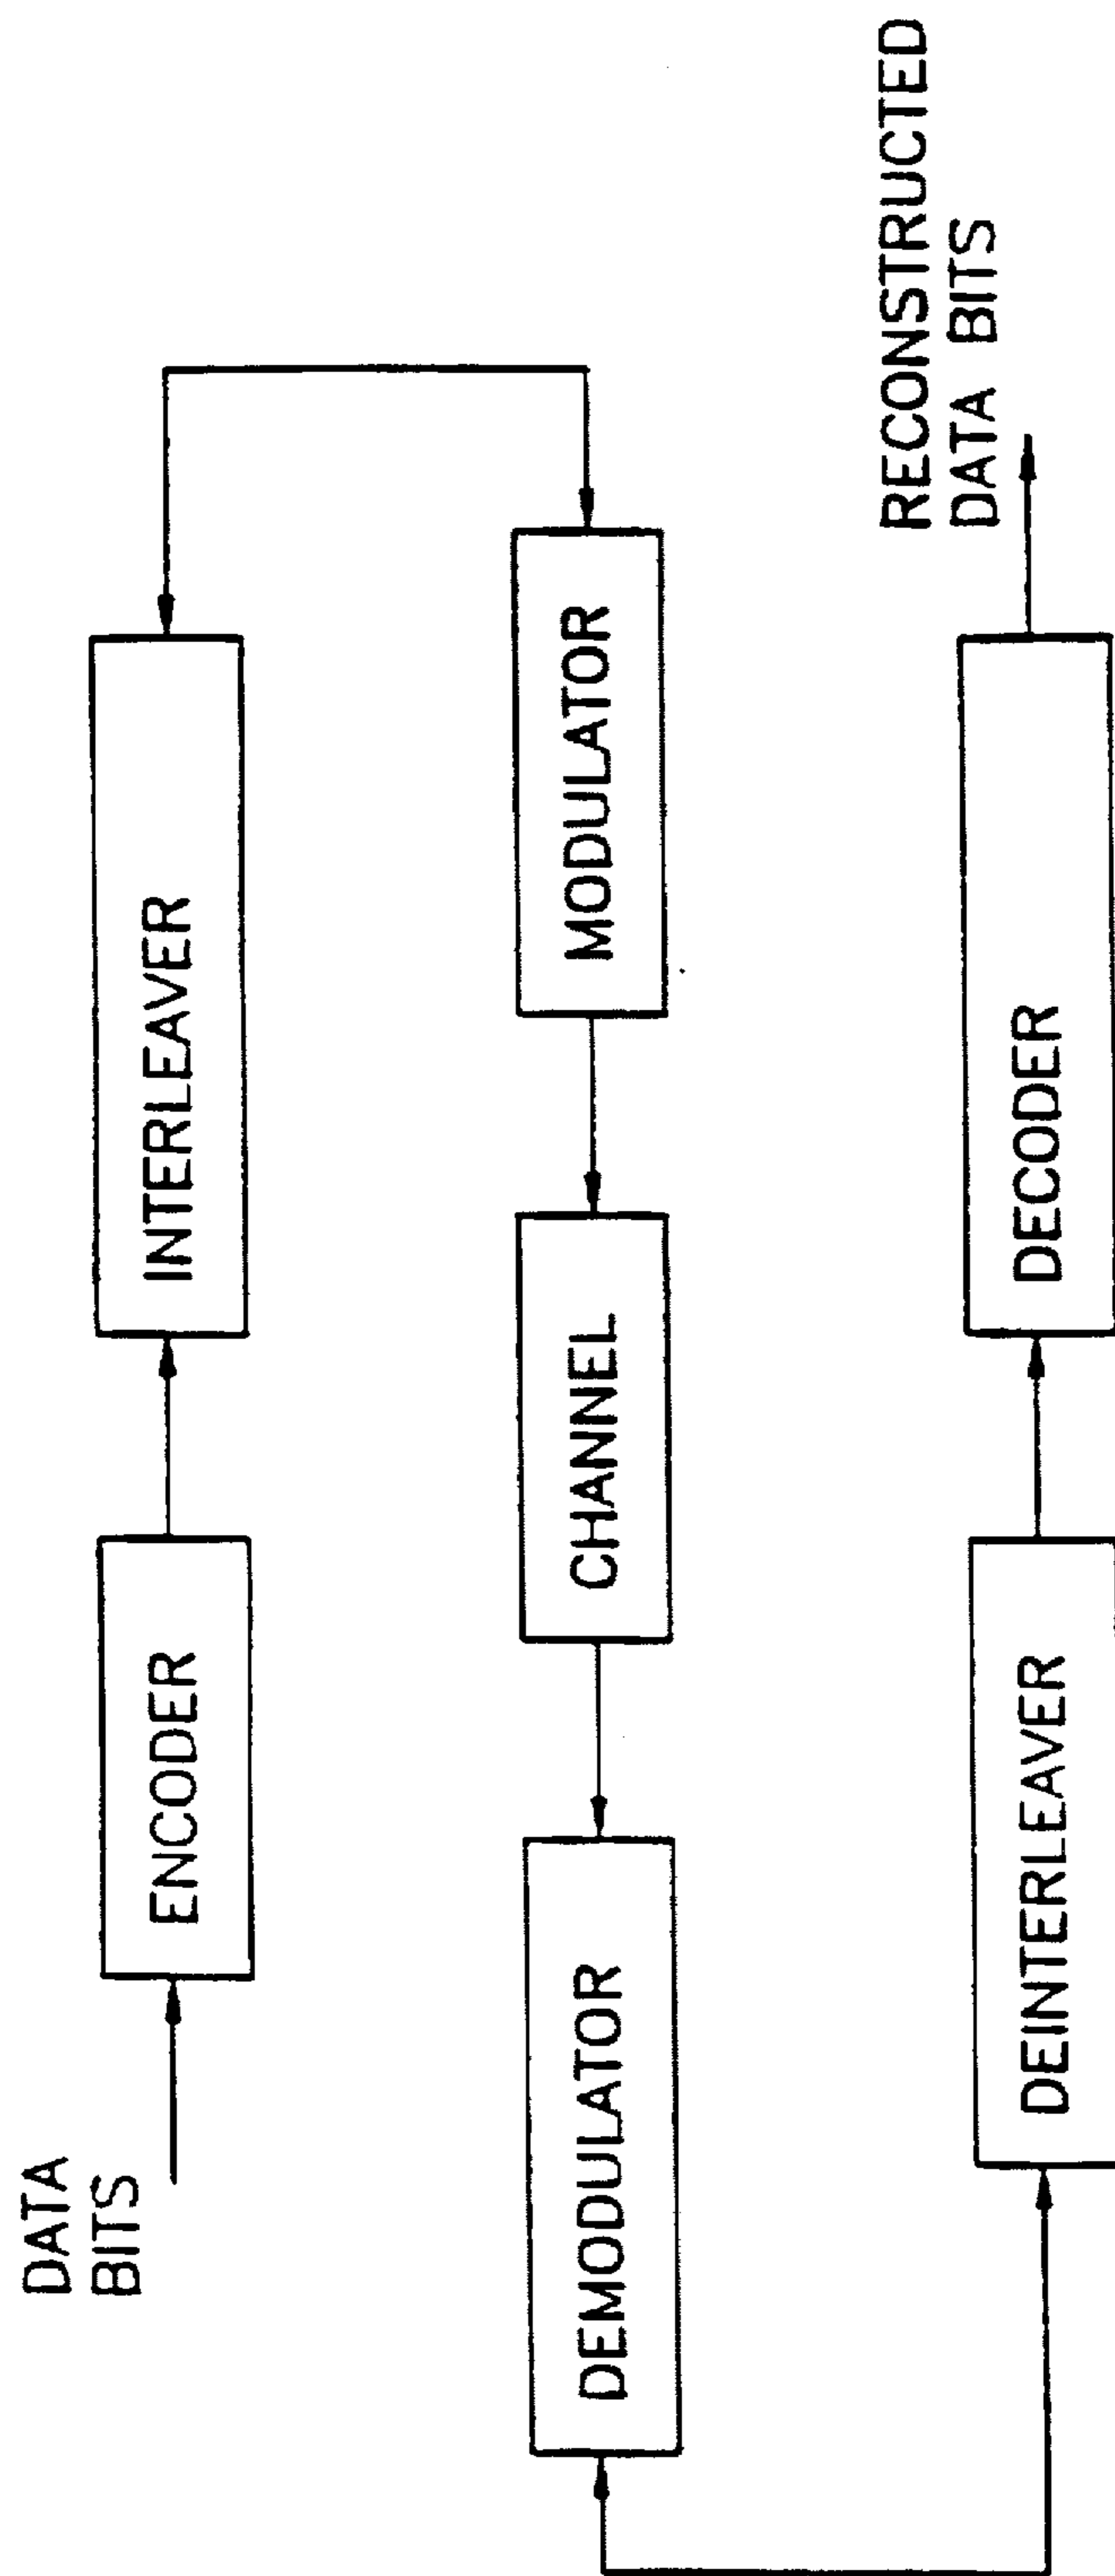 DATA
BITS
ENCODER
INTERLEAVER
MODULATOR
CHANNEL
DEMODULATOR
DEINTERLEAVER
DECODER
RECONSTRUCTED
DATA BITS